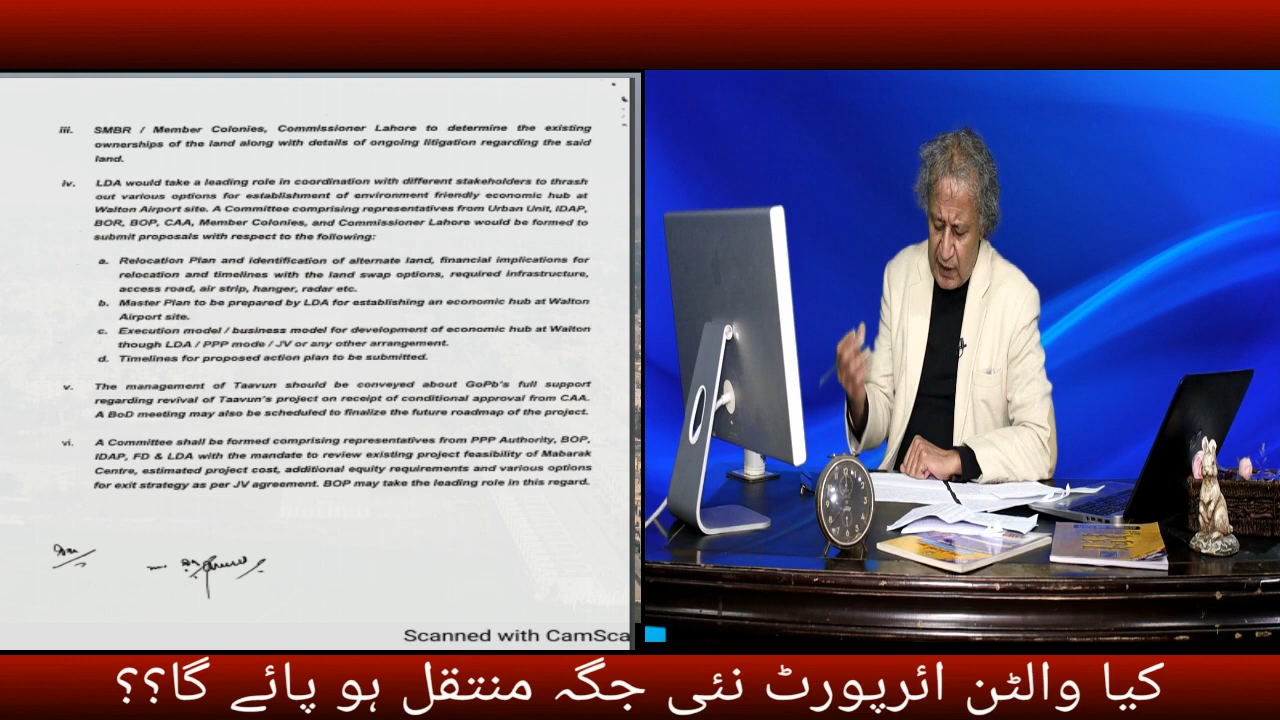 iii. SMBR / Member Colonies, Commissioner Lahore to determine the existing
ownerships of the land along with details of ongoing litigation regarding the said
land.
iv. LDA would take a leading role in coordination with different stakeholders to thrash
out various options for establishment of environment friendly economic hub at
Walton Airport site. A Committee comprising representatives from Urban Unit, IDAP,
BOR, BOP, CAA, Member Colonies, and Commissioner Lahore would be formed to
submit proposals with respect to the following:
a. Relocation Plan and identification of alternate land, financial implications for
relocation and timelines with the land swap options, required infrastructure,
access road, air strip, hanger, radar etc.
b. Master Plan to be prepared by LDA for establishing an economic hub at Walton
Airport site.
c. Execution model / business model for development of economic hub at Walton
though LDA / PPP mode / JV or any other arrangement.
d. Timelines for proposed action plan to be submitted.
v. The management of Taavun should be conveyed about GoPb's full support
regarding revival of Taavun's project on receipt of conditional approval from CAA.
A BoD meeting may also be scheduled to finalize the future roadmap of the project.
vi. A Committee shall be formed comprising representatives from PPP Authority, BOP,
IDAP, FD & LDA with the mandate to review existing project feasibility of Mabarak
Centre, estimated project cost, additional equity requirements and various options
for exit strategy as per JV agreement. BOP may take the leading role in this regard.
Scanned with CamSca
کیا والٹن ائرپورٹ نئی جگہ منتقل ہو پائے گا؟؟